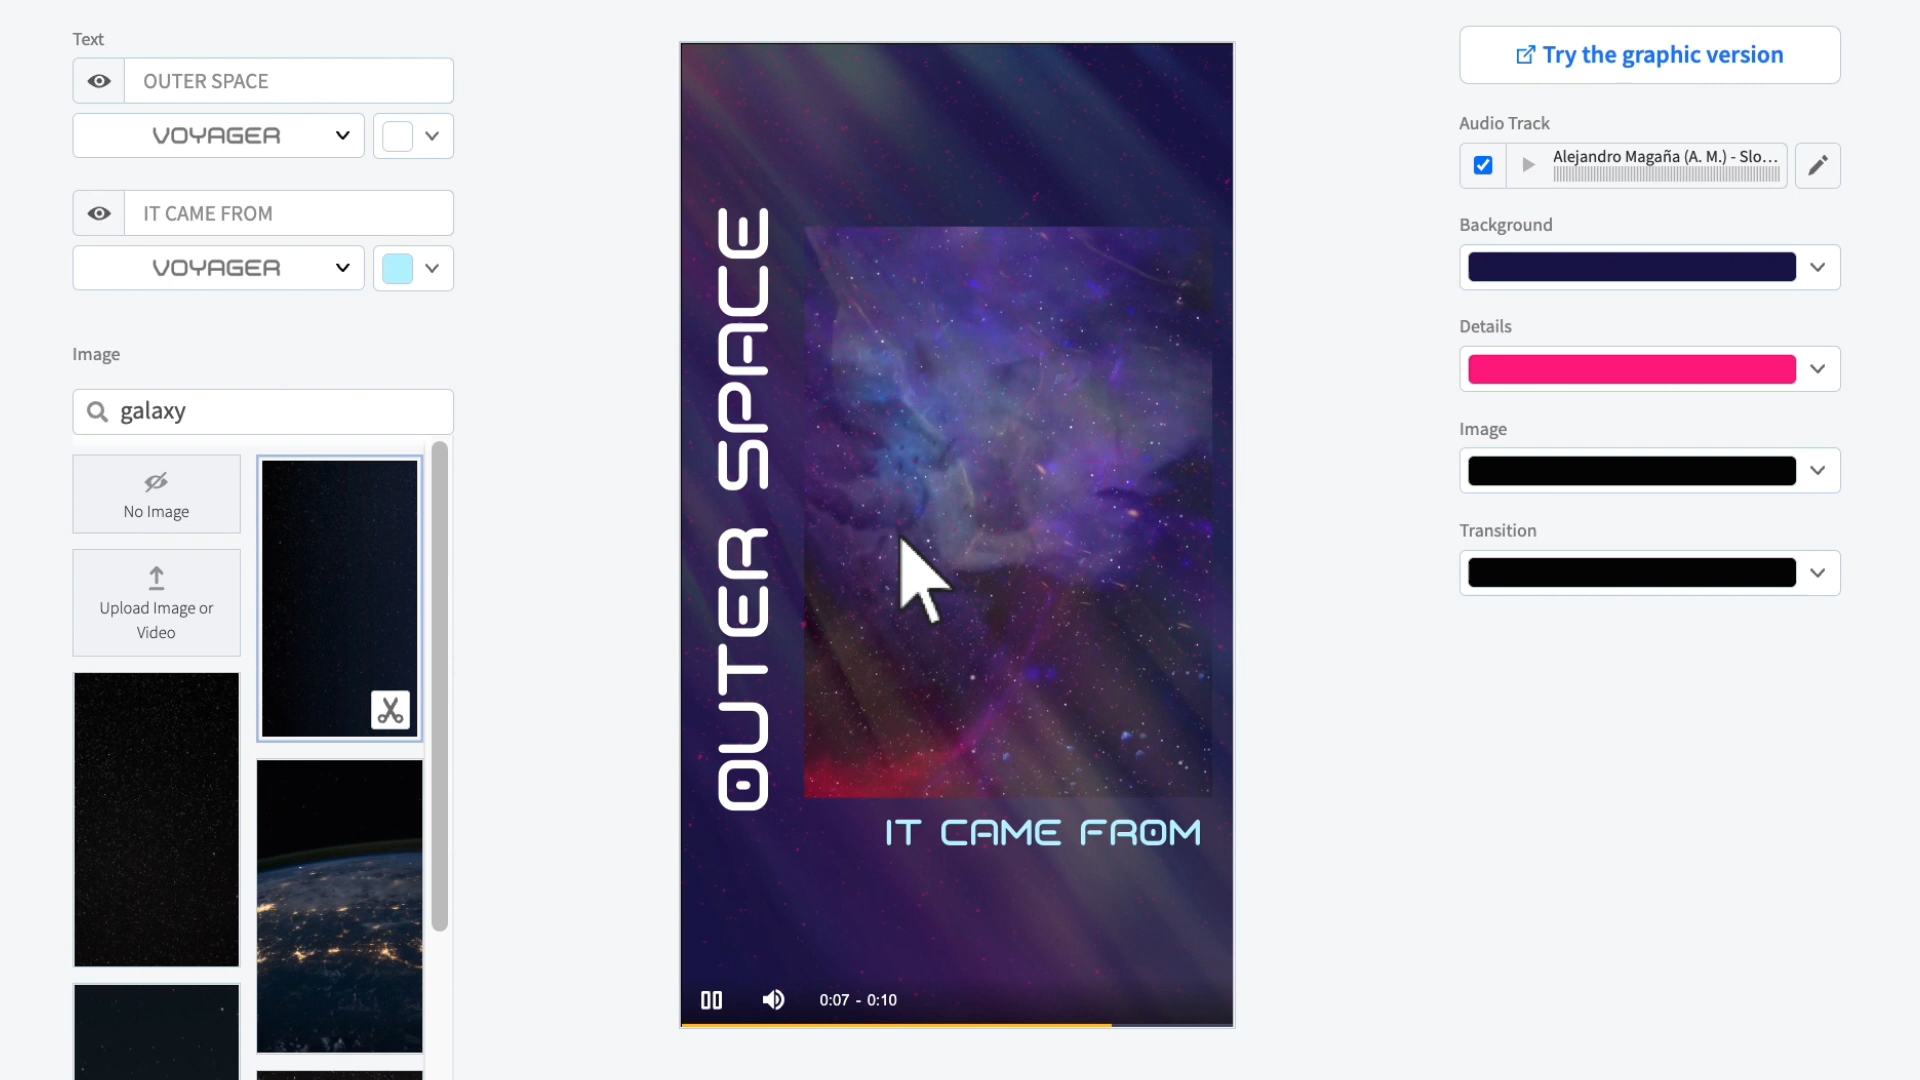 Text
OUTER SPACE
VOYAGER
IT CAME FROM
VOYAGER
Image
galaxy
No Image
Upload Image or
Video
OUTER SPACE
IT CAME FROM
0:07 - 0:10
Try the graphic version
Audio Track
Alejandro Magaña (A. M.) - Slo...
Background
Details
Image
Transition